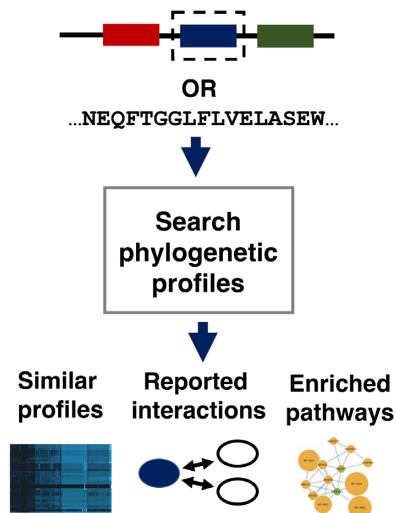 OR
...NEQFTGGLFLVELASEW...
Search
phylogenetic
profiles
Similar
profiles
Reported
interactions
Enriched
pathways